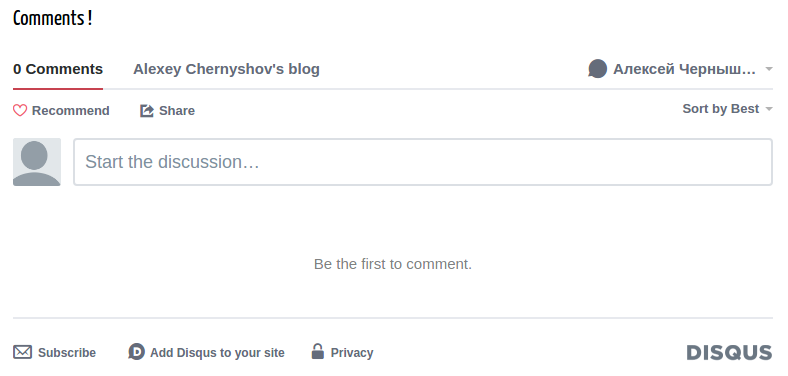 Comments !
0 Comments Alexey Chernyshov's blog Алексей Черныш…
Recommend Share Sort by Best
Start the discussion…
Be the first to comment.
Subscribe D Add Disqus to your site Privacy DISQUS